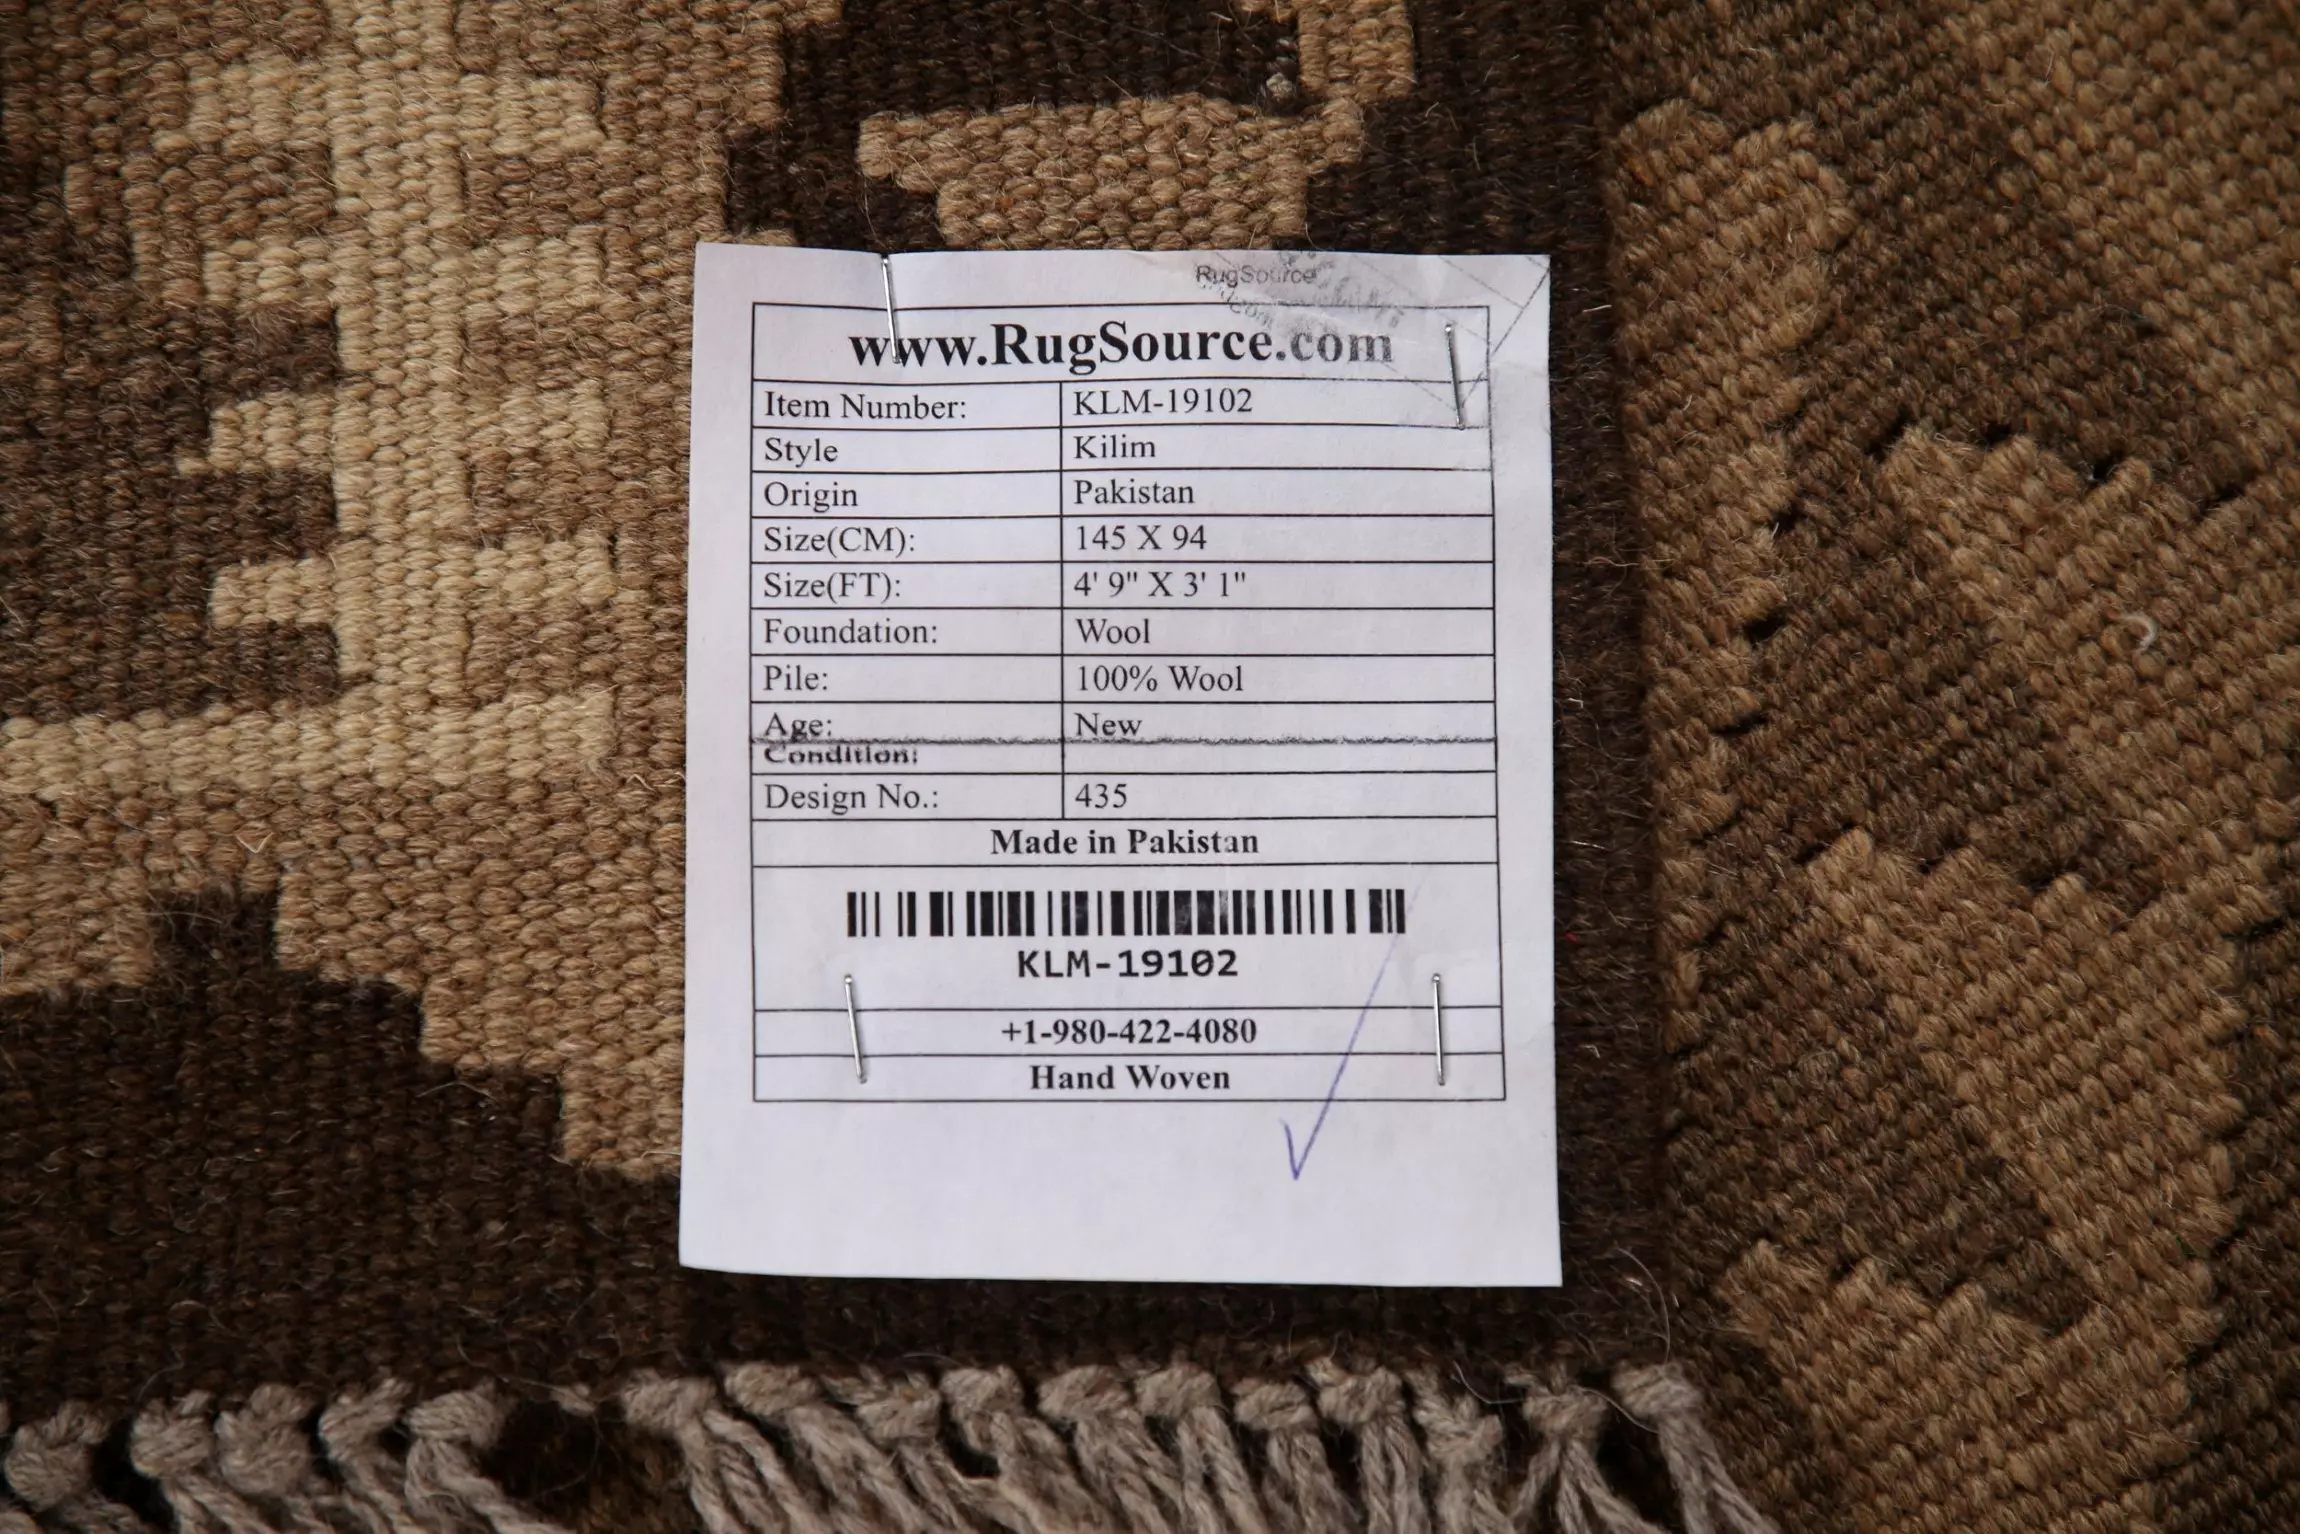 RugSource
www.RugSource.com
Item Number: KLM-19102
Style Kilim
Origin Pakistan
Size(CM): 145 X 94
Size(FT): 4' 9" X 3' 1"
Foundation: Wool
Pile: 100% Wool
Age: New
Condition:
Design No.: 435
Made in Pakistan
KLM-19102
+1-980-422-4080
Hand Woven